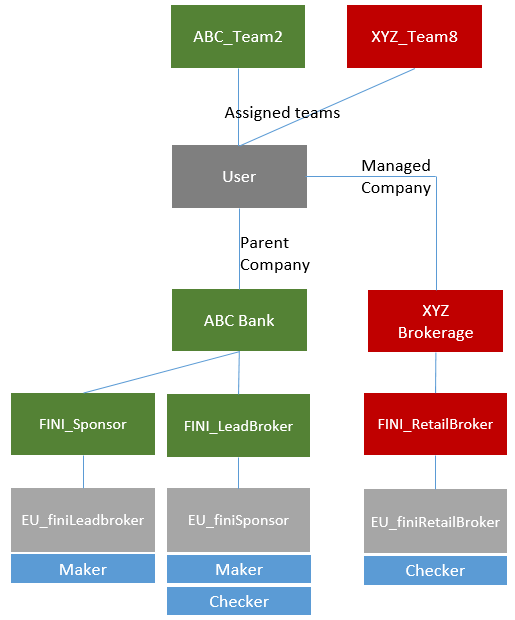 ABC_Team2
XYZ_Team8
Assigned teams
User
Managed
Company
Parent
Company
ABC Bank
XYZ
Brokerage
FINI_Sponsor
FINI_LeadBroker
FINI_RetailBroker
EU_finiLeadbroker
EU_finiSponsor
EU_finiRetailBroker
Maker
Maker
Checker
Checker